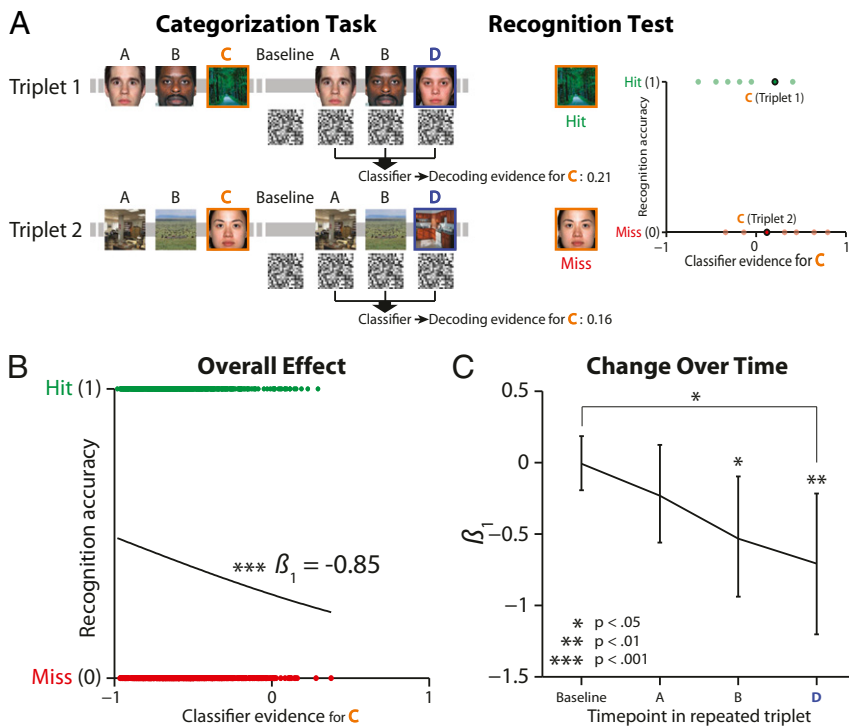 A
Categorization Task
Recognition Test
A B C Baseline A B D
Triplet 1
Hit
Classifier → Decoding evidence for C: 0.21
Hit (1)
C (Triplet 1)
Recognition accuracy
C (Triplet 2)
Miss (0)
−1 0 1
Classifier evidence for C
A B C Baseline A B D
Triplet 2
Miss
Classifier → Decoding evidence for C: 0.16
B
Overall Effect
Hit (1)
Recognition accuracy
*** β₁ = -0.85
Miss (0)
−1 0 1
Classifier evidence for C
C
Change Over Time
0.5
0
−0.5
−1
−1.5
β₁
*
*
**
* p < .05
** p < .01
*** p < .001
Baseline A B D
Timepoint in repeated triplet